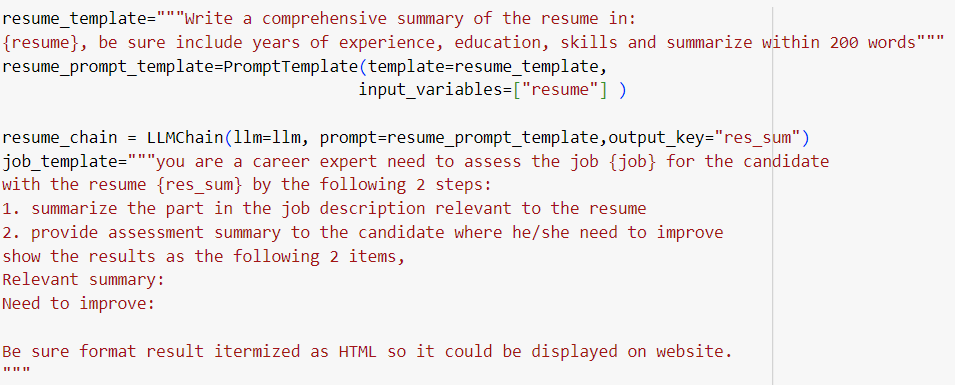 resume_template="""Write a comprehensive summary of the resume in:
{resume}, be sure include years of experience, education, skills and summarize within 200 words"""
resume_prompt_template=PromptTemplate(template=resume_template,
input_variables=["resume"] )
resume_chain = LLMChain(llm=llm, prompt=resume_prompt_template,output_key="res_sum")
job_template="""you are a career expert need to assess the job {job} for the candidate
with the resume {res_sum} by the following 2 steps:
1. summarize the part in the job description relevant to the resume
2. provide assessment summary to the candidate where he/she need to improve
show the results as the following 2 items,
Relevant summary:
Need to improve:
Be sure format result itermized as HTML so it could be displayed on website.
"""